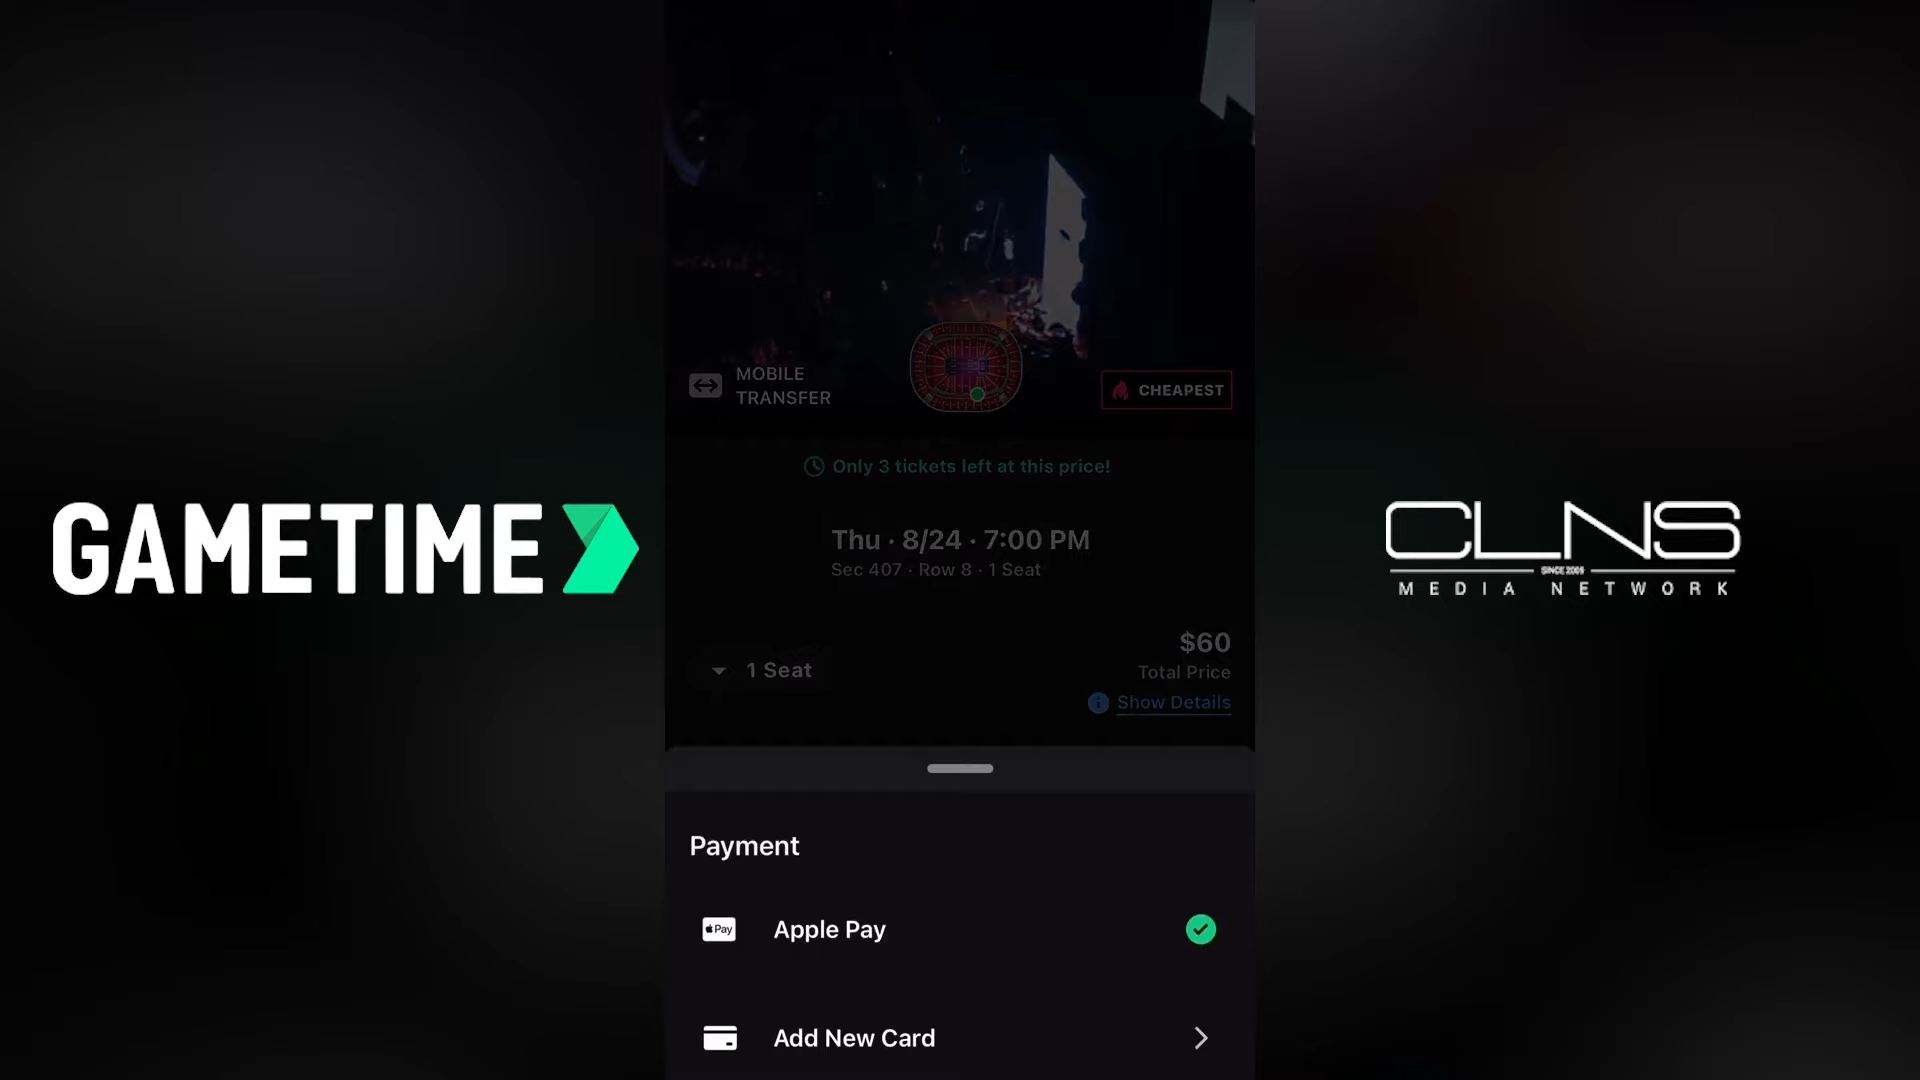 MOBILE
TRANSFER
CHEAPEST
Only 3 tickets left at this price!
GAMETIME
CLNS
SINCE 2005
MEDIA NETWORK
Thu · 8/24 · 7:00 PM
Sec 407 · Row 8 · 1 Seat
1 Seat
$60
Total Price
Show Details
Payment
Pay
Apple Pay
Add New Card